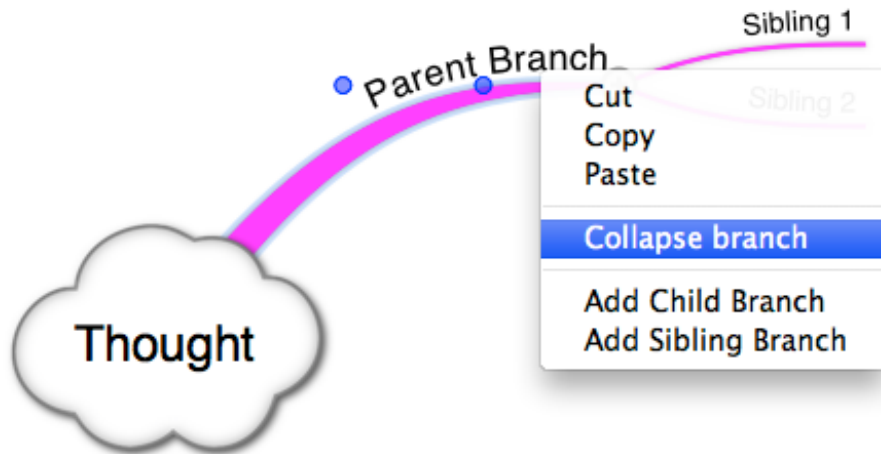 Sibling 1
Parent Branch
Sibling 2
Cut
Copy
Paste
Collapse branch
Add Child Branch
Add Sibling Branch
Thought